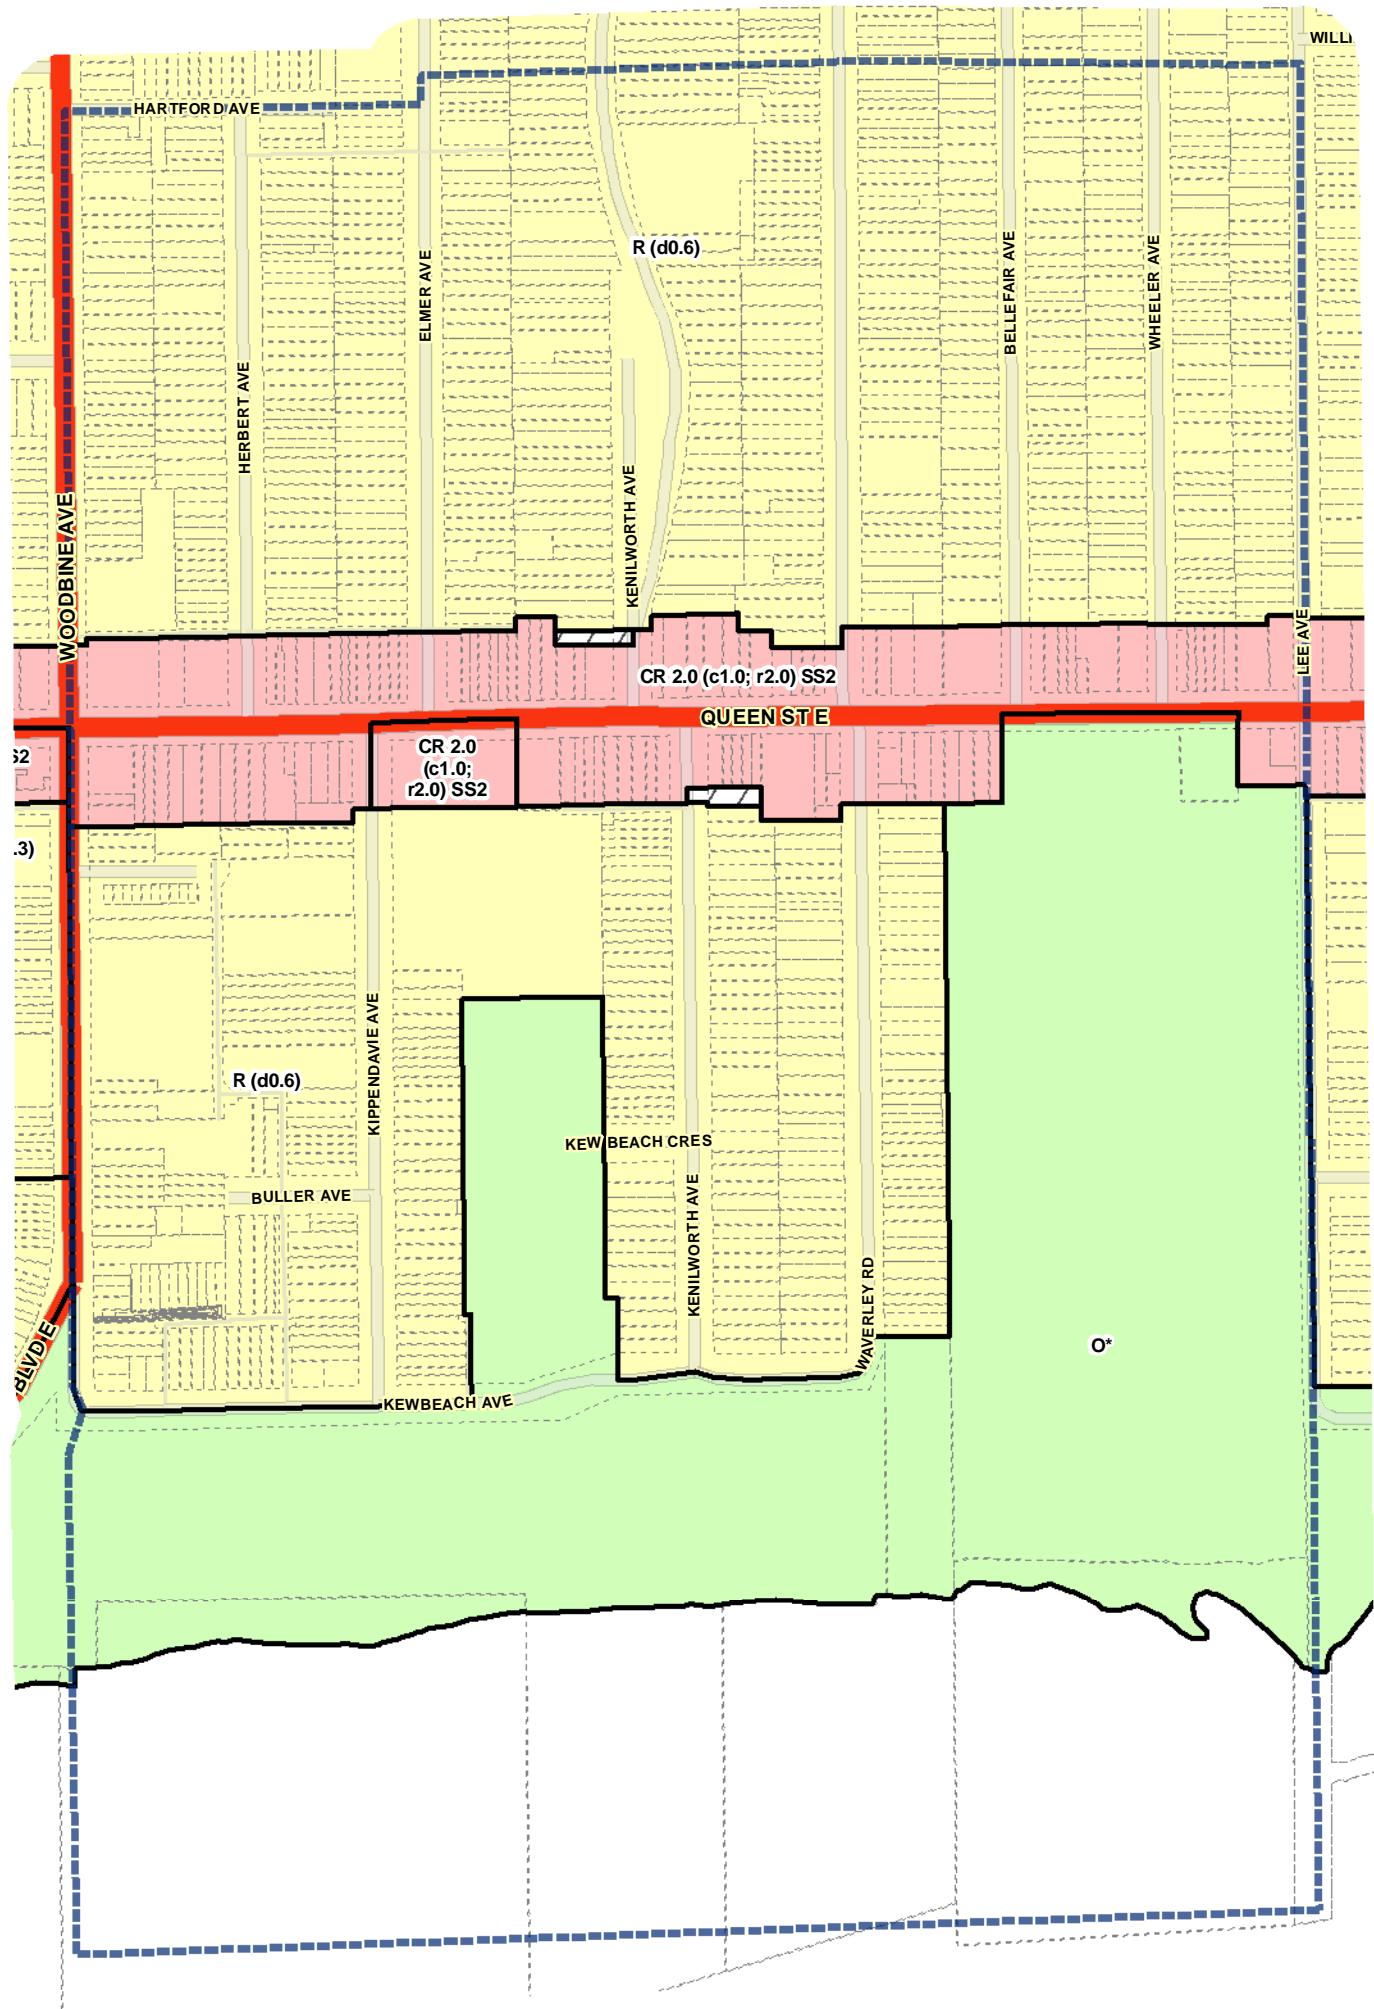 WILLI
HARTFORD AVE
R (d0.6)
ELMER AVE
BELLEFAIR AVE
WHEELER AVE
HERBERT AVE
KENILWORTH AVE
WOODBINE AVE
LEE AVE
CR 2.0 (c1.0; r2.0) SS2
QUEEN ST E
S2
CR 2.0
(c1.0;
r2.0) SS2
.3)
KIPPENDAVIE AVE
R (d0.6)
KEW BEACH CRES
BULLER AVE
KENILWORTH AVE
WAVERLEY RD
O*
BLVD E
KEWBEACH AVE